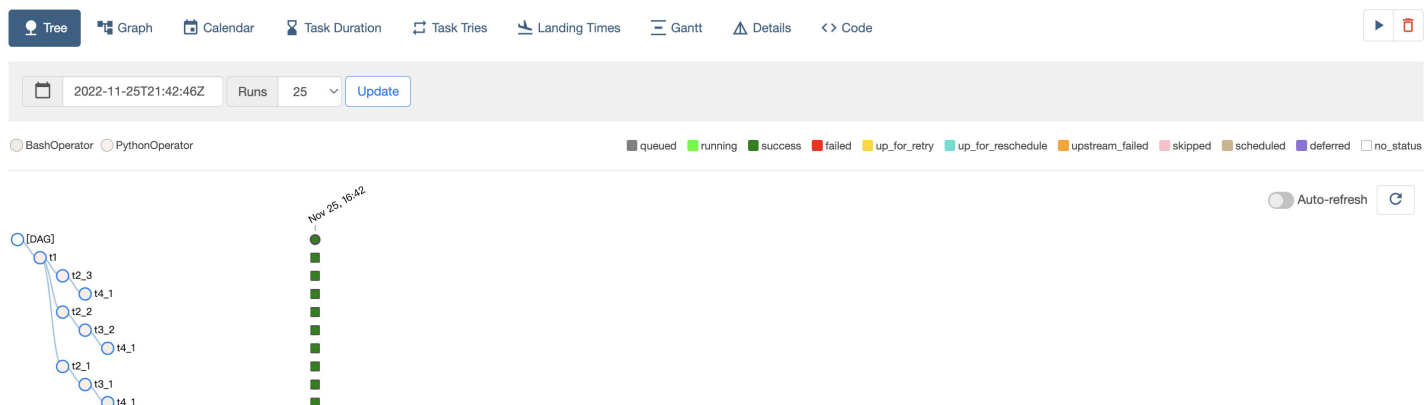 Tree Graph Calendar Task Duration Task Tries Landing Times Gantt Details <> Code
2022-11-25T21:42:46Z Runs 25 Update
BashOperator PythonOperator queued running success failed up_for_retry up_for_reschedule upstream_failed skipped scheduled deferred no_status
Auto-refresh
Nov 25, 16:42
[DAG]
t1
t2_3
t4_1
t2_2
t3_2
t4_1
t2_1
t3_1
t4_1